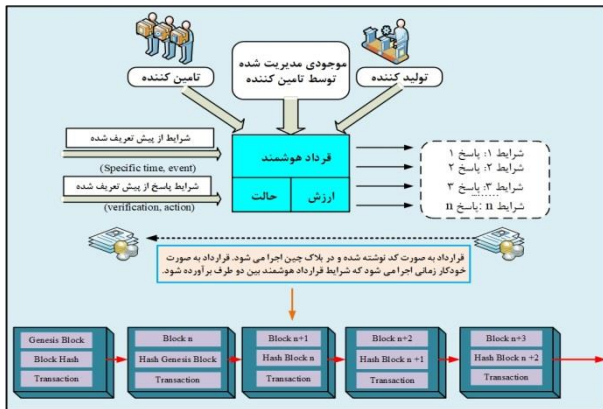 تامین کننده
موجودی مدیریت شده
توسط تامین کننده
تولید کننده
شرایط از پیش تعریف شده
(Specific time, event)
شرایط پاسخ از پیش تعریف شده
(verification, action)
قرداد هوشمند
حالت
ارزش
شرایط ۱: پاسخ ۱
شرایط ۲: پاسخ ۲
شرایط ۳: پاسخ ۳
شرایط n: پاسخ n
قرارداد به صورت کد نوشته شده و در بلاک چین اجرا می شود. قرارداد به صورت
خودکار زمانی اجرا می شود که شرایط قرارداد هوشمند بین دو طرف برآورده شود.
Genesis Block
Block Hash
Transaction
Block n
Hash Genesis Block
Transaction
Block n+1
Hash Block n
Transaction
Block n+2
Hash Block n +1
Transaction
Block n+3
Hash Block n +2
Transaction